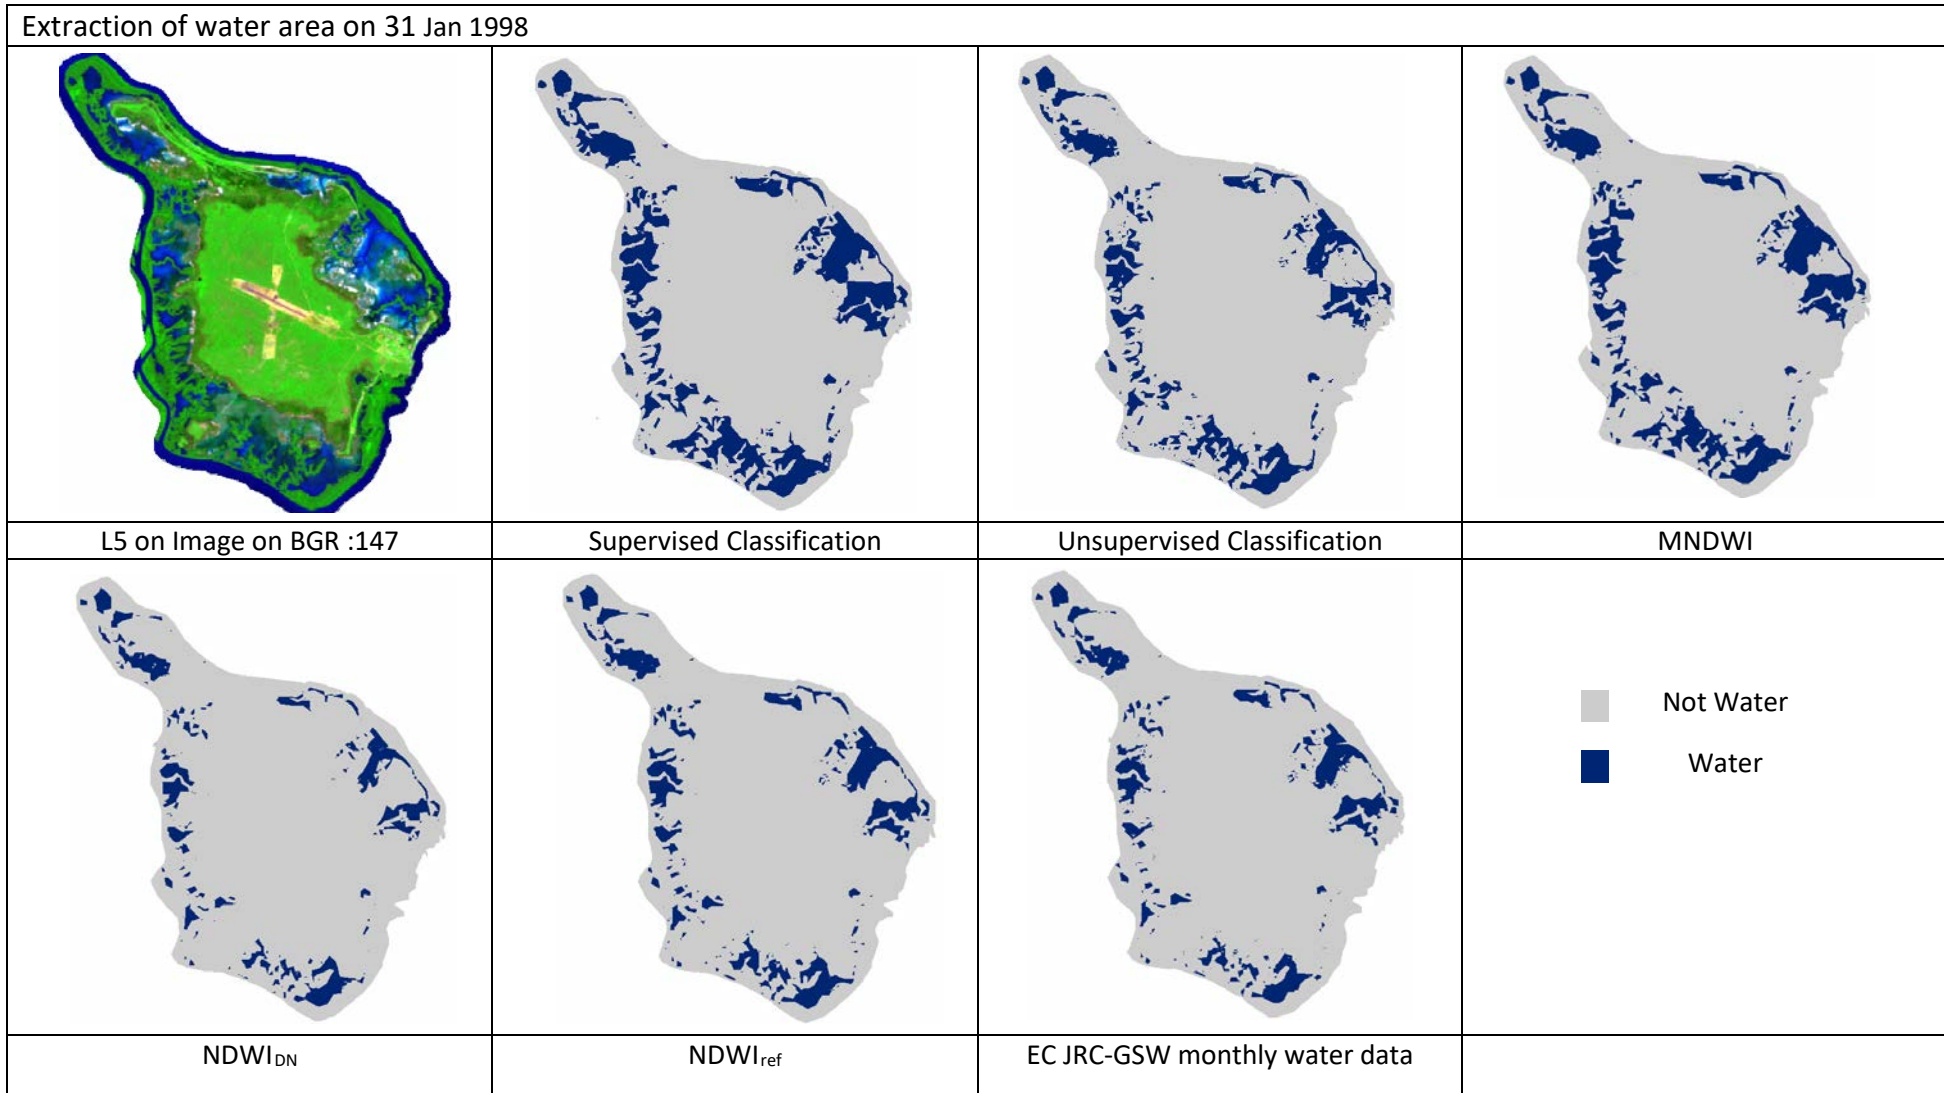 Extraction of water area on 31 Jan 1998
L5 on Image on BGR :147
Supervised Classification
Unsupervised Classification
MNDWI
Not Water
Water
NDWIDN
NDWIref
EC JRC-GSW monthly water data